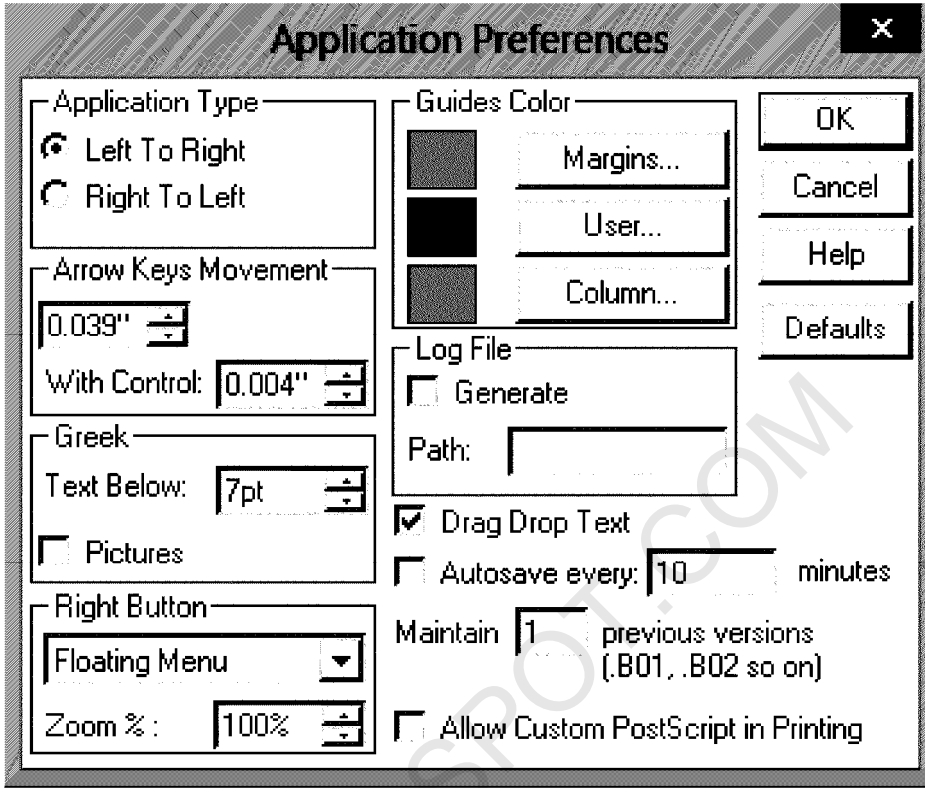 Application Preferences
Application Type
Left To Right
Right To Left
Arrow Keys Movement
0.039"
With Control: 0.004"
Greek
Text Below: 7pt
Pictures
Right Button
Floating Menu
Zoom % : 100%
Guides Color
Margins...
User...
Column...
Log File
Generate
Path:
Drag Drop Text
Autosave every: 10 minutes
Maintain 1 previous versions
(.B01, .B02 so on)
Allow Custom PostScript in Printing
OK
Cancel
Help
Defaults
SPOT.COM